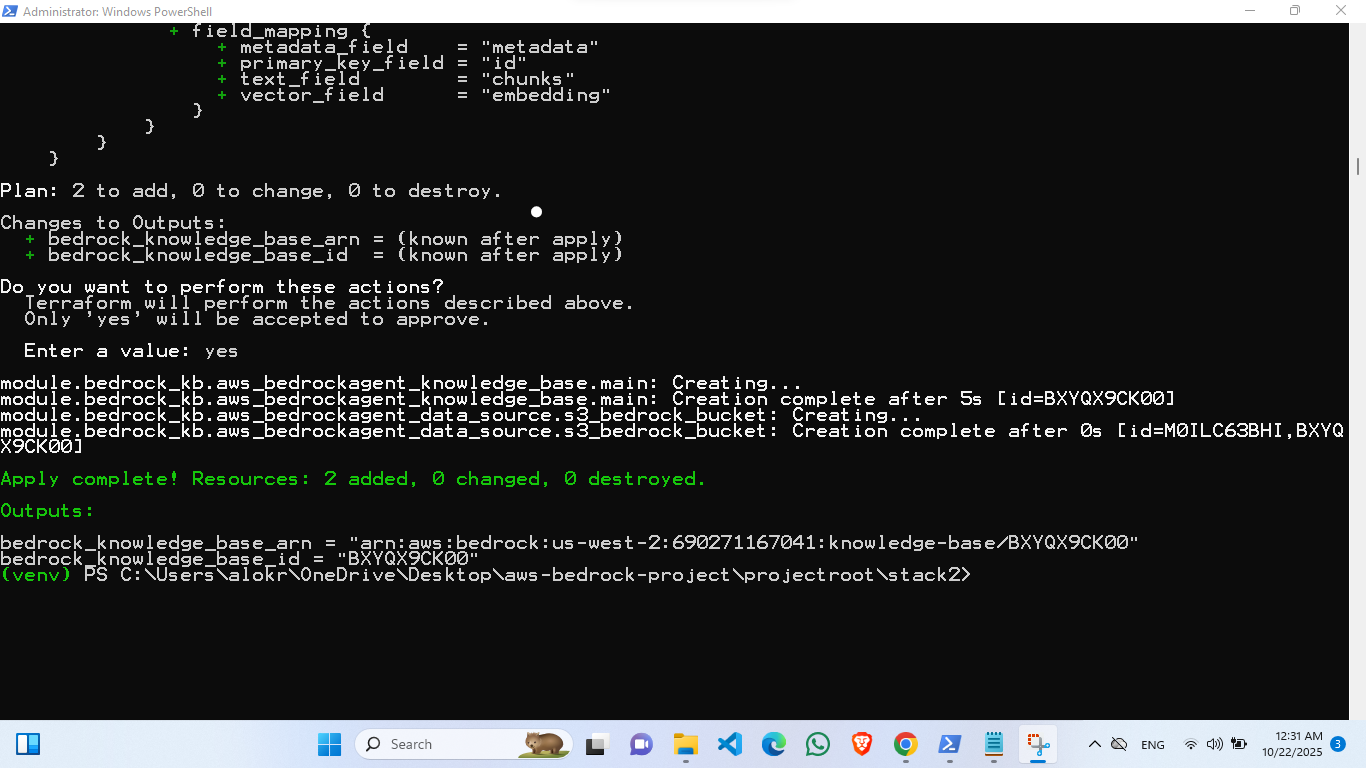 Administrator: Windows PowerShell
+ field_mapping {
+ metadata_field = "metadata"
+ primary_key_field = "id"
+ text_field = "chunks"
+ vector_field = "embedding"
}
}
}
}
Plan: 2 to add, 0 to change, 0 to destroy.
Changes to Outputs:
+ bedrock_knowledge_base_arn = (known after apply)
+ bedrock_knowledge_base_id = (known after apply)
Do you want to perform these actions?
Terraform will perform the actions described above.
Only 'yes' will be accepted to approve.
Enter a value: yes
module.bedrock_kb.aws_bedrockagent_knowledge_base.main: Creating...
module.bedrock_kb.aws_bedrockagent_knowledge_base.main: Creation complete after 5s [id=BXYQX9CK00]
module.bedrock_kb.aws_bedrockagent_data_source.s3_bedrock_bucket: Creating...
module.bedrock_kb.aws_bedrockagent_data_source.s3_bedrock_bucket: Creation complete after 0s [id=M0ILC63BHI,BXYQ
X9CK00]
Apply complete! Resources: 2 added, 0 changed, 0 destroyed.
Outputs:
bedrock_knowledge_base_arn = "arn:aws:bedrock:us-west-2:690271167041:knowledge-base/BXYQX9CK00"
bedrock_knowledge_base_id = "BXYQX9CK00"
(venv) PS C:\Users\alokr\OneDrive\Desktop\aws-bedrock-project\projectroot\stack2>
Search
ENG
12:31 AM
10/22/2025
3